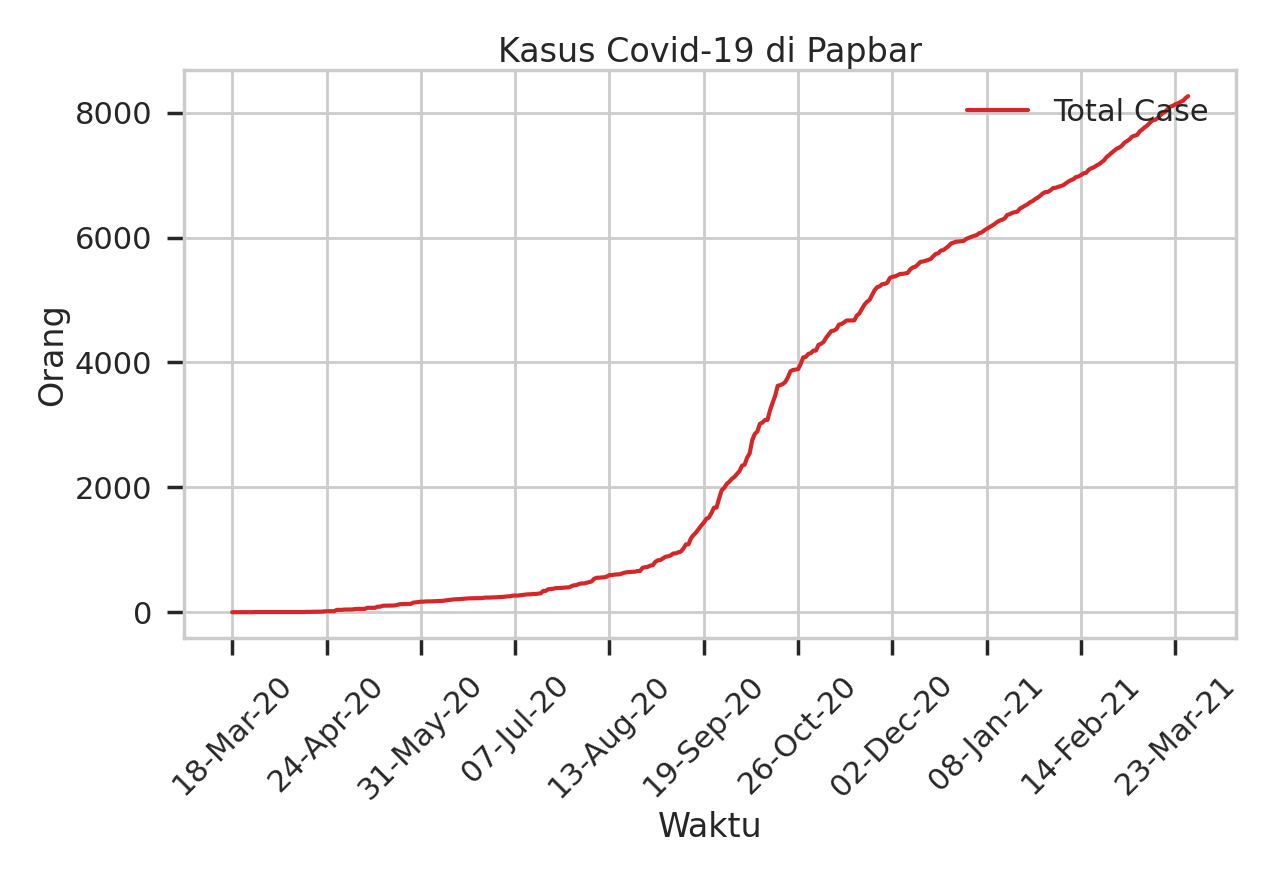 Kasus Covid-19 di Papbar
Total Case
Orang
8000
6000
4000
2000
0
18-Mar-20
24-Apr-20
31-May-20
07-Jul-20
13-Aug-20
19-Sep-20
26-Oct-20
02-Dec-20
08-Jan-21
14-Feb-21
23-Mar-21
Waktu